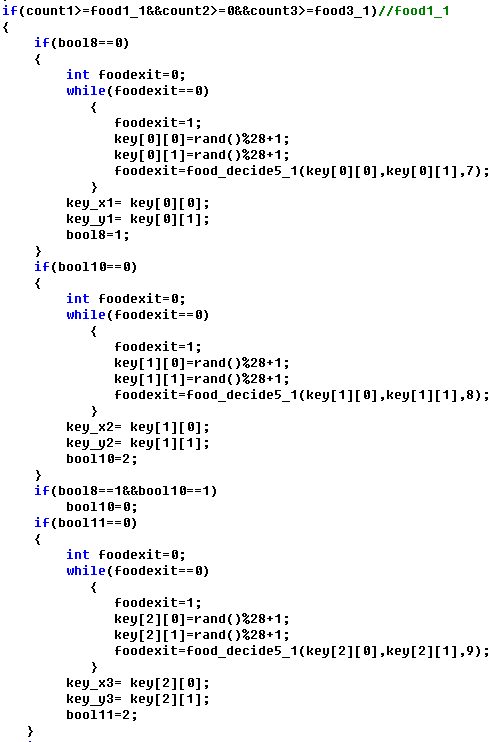 if(count1>=food1_1&&count2>=0&&count3>=food3_1)//food1_1
{
if(bool8==0)
{
int foodexit=0;
while(foodexit==0)
{
foodexit=1;
key[0][0]=rand()%28+1;
key[0][1]=rand()%28+1;
foodexit=food_decide5_1(key[0][0],key[0][1],7);
}
key_x1= key[0][0];
key_y1= key[0][1];
bool8=1;
}
if(bool10==0)
{
int foodexit=0;
while(foodexit==0)
{
foodexit=1;
key[1][0]=rand()%28+1;
key[1][1]=rand()%28+1;
foodexit=food_decide5_1(key[1][0],key[1][1],8);
}
key_x2= key[1][0];
key_y2= key[1][1];
bool10=2;
}
if(bool8==1&&bool10==1)
bool10=0;
if(bool11==0)
{
int foodexit=0;
while(foodexit==0)
{
foodexit=1;
key[2][0]=rand()%28+1;
key[2][1]=rand()%28+1;
foodexit=food_decide5_1(key[2][0],key[2][1],9);
}
key_x3= key[2][0];
key_y3= key[2][1];
bool11=2;
}